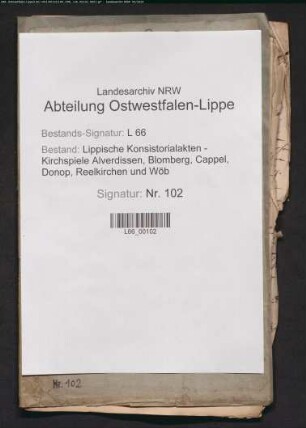 Landesarchiv NRW
Abteilung Ostwestfalen-Lippe
Bestands-Signatur: L 66
Bestand: Lippische Konsistorialakten -
Kirchspiele Alverdissen, Blomberg, Cappel,
Donop, Reelkirchen und Wöb
Signatur: Nr. 102
L66_00102
Nr. 102